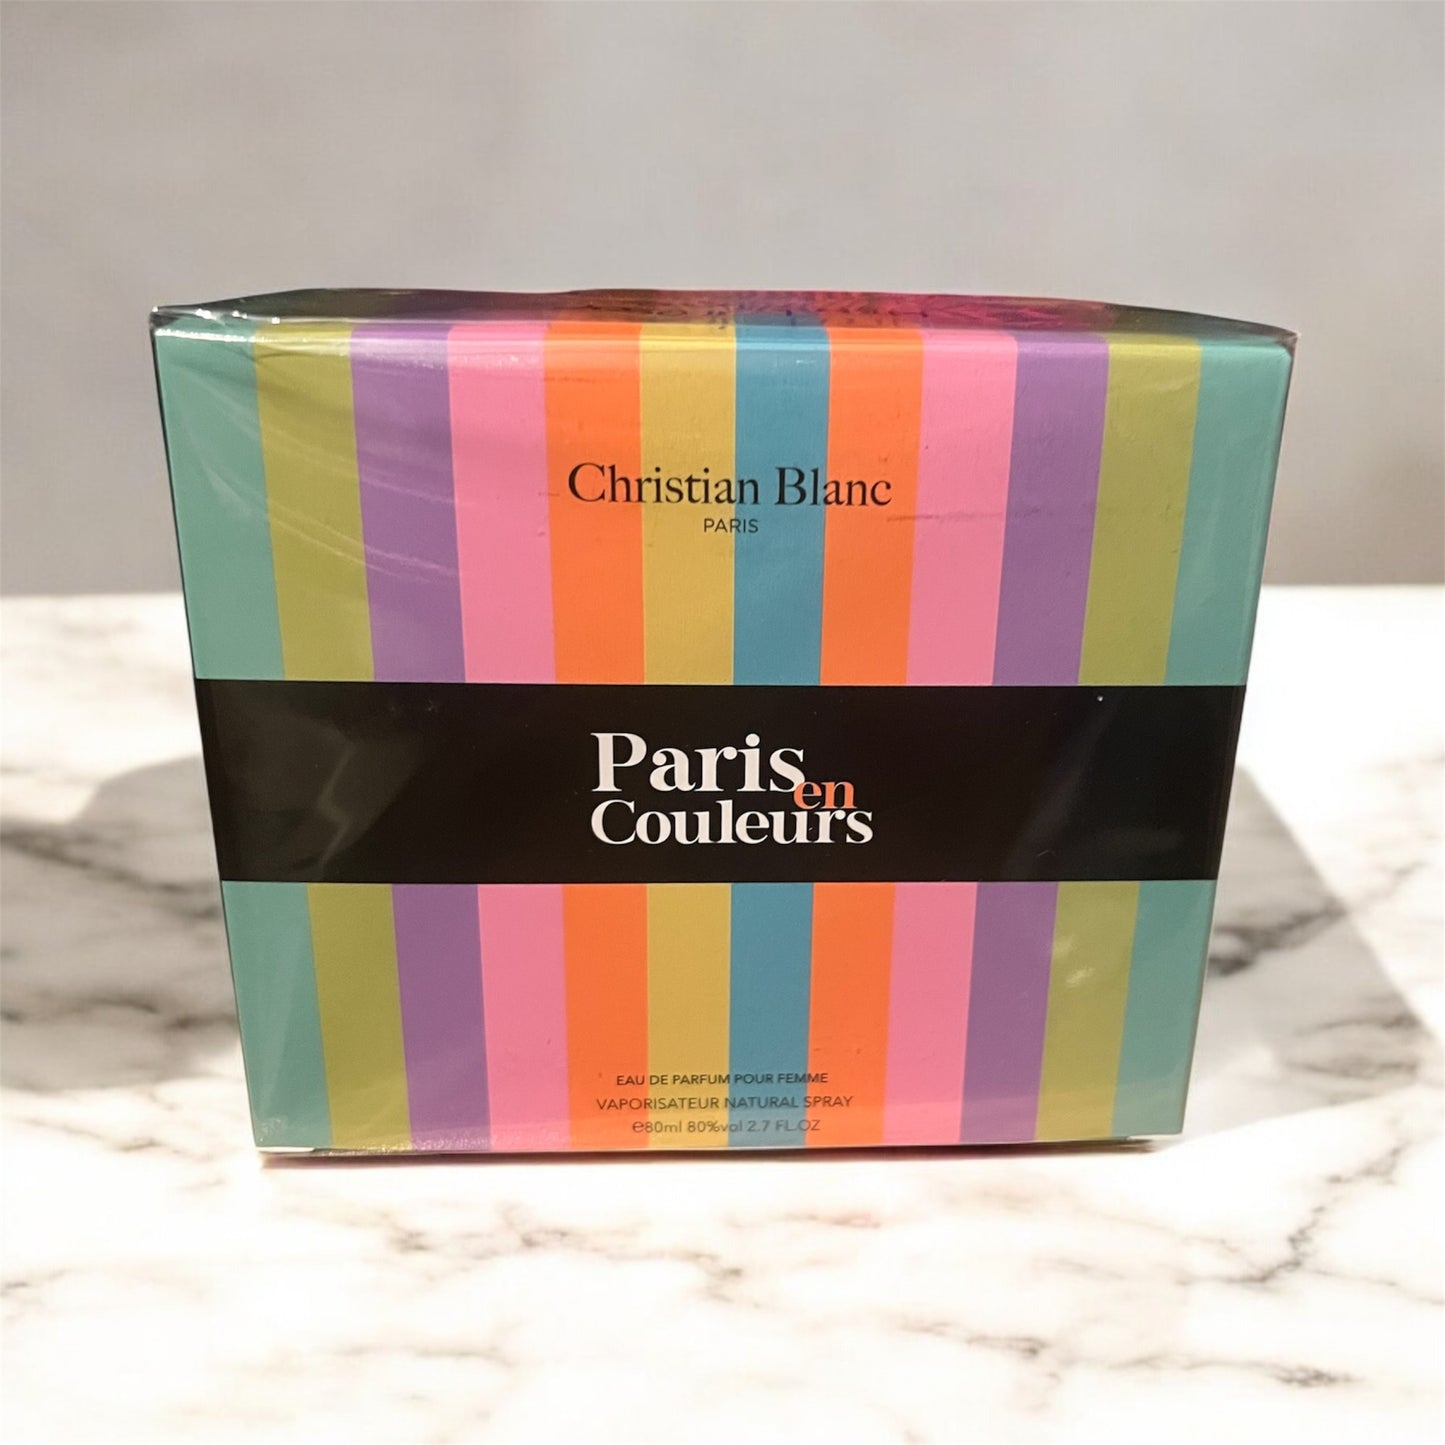 Christian Blanc
PARIS
Paris en
Couleurs
EAU DE PARFUM POUR FEMME
VAPORISATEUR NATURAL SPRAY
℮80ml 80%vol 2.7 FL.OZ